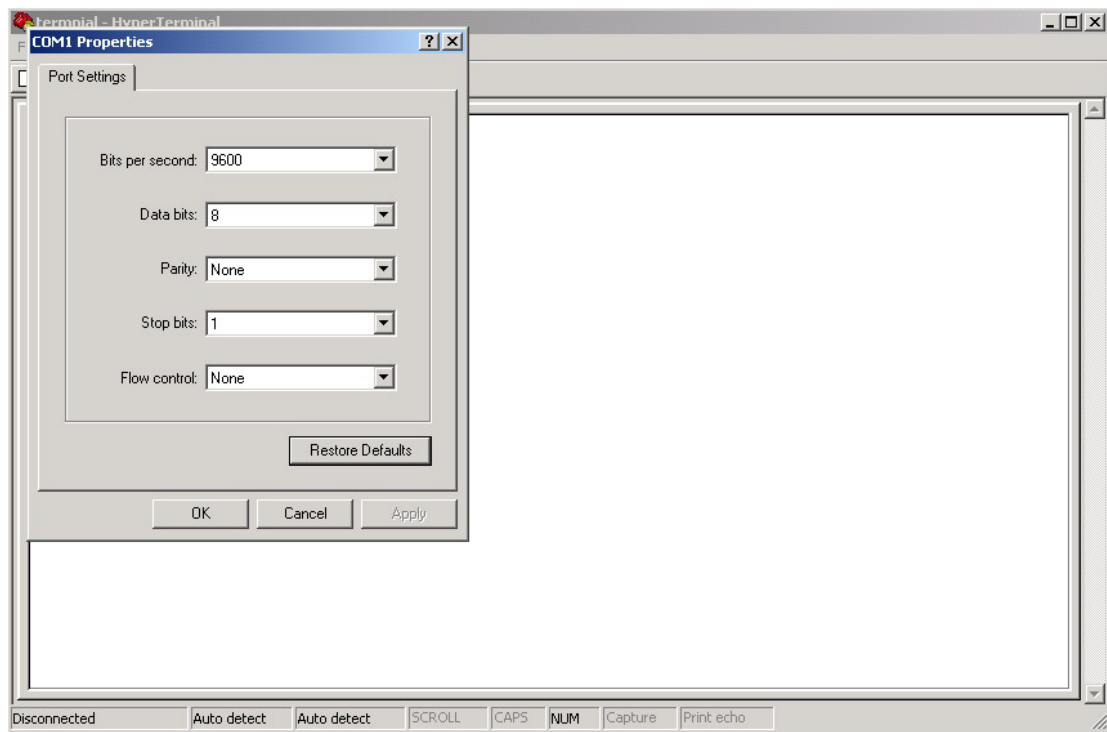 termpial - HyperTerminal
COM1 Properties
F
Port Settings
Bits per second: 9600
Data bits: 8
Parity: None
Stop bits: 1
Flow control: None
Restore Defaults
OK Cancel Apply
Disconnected Auto detect Auto detect SCROLL CAPS NUM Capture Print echo